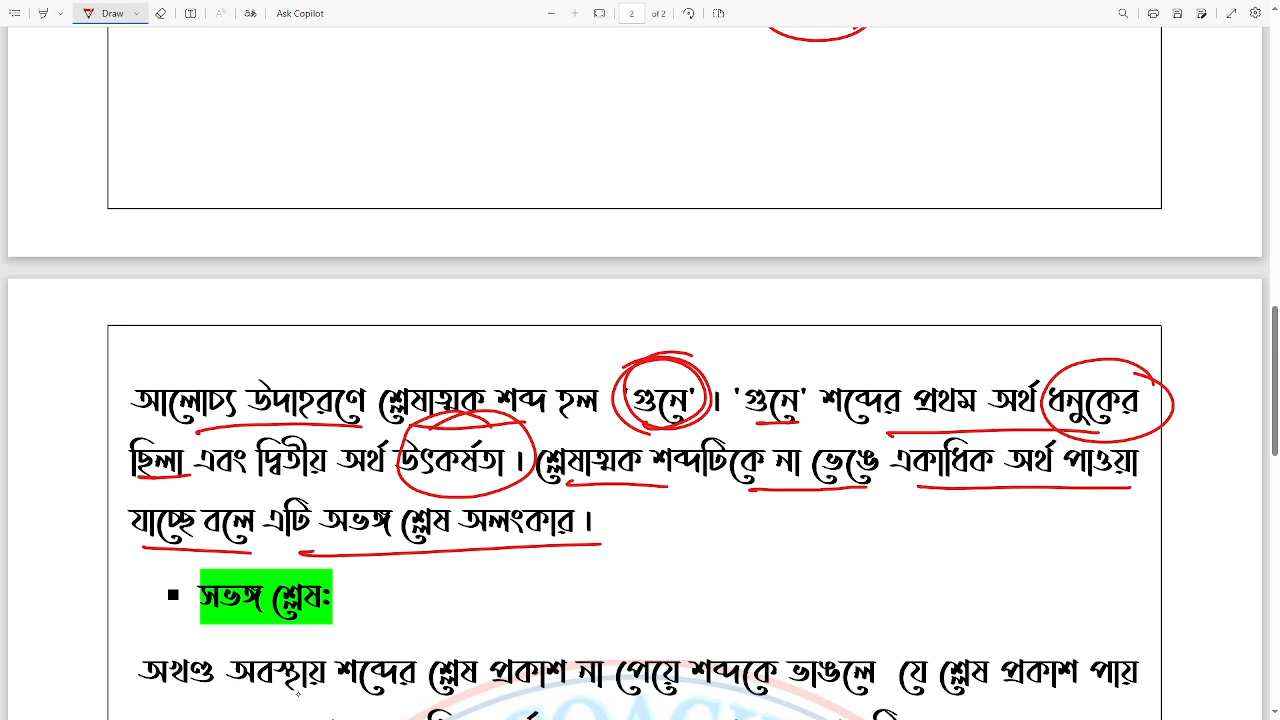 Draw
Ask Copilot
2 of 2
আলোচ্য উদাহরণে শ্লেষাত্মক শব্দ হল 'গুনে'। 'গুনে' শব্দের প্রথম অর্থ ধনুকের
ছিলা এবং দ্বিতীয় অর্থ উৎকর্ষতা। শ্লেষাত্মক শব্দটিকে না ভেঙে একাধিক অর্থ পাওয়া
যাচ্ছে বলে এটি অভঙ্গ শ্লেষ অলংকার।
▪ সভঙ্গ শ্লেষ:
অখণ্ড অবস্থায় শব্দের শ্লেষ প্রকাশ না পেয়ে শব্দকে ভাঙলে যে শ্লেষ প্রকাশ পায়